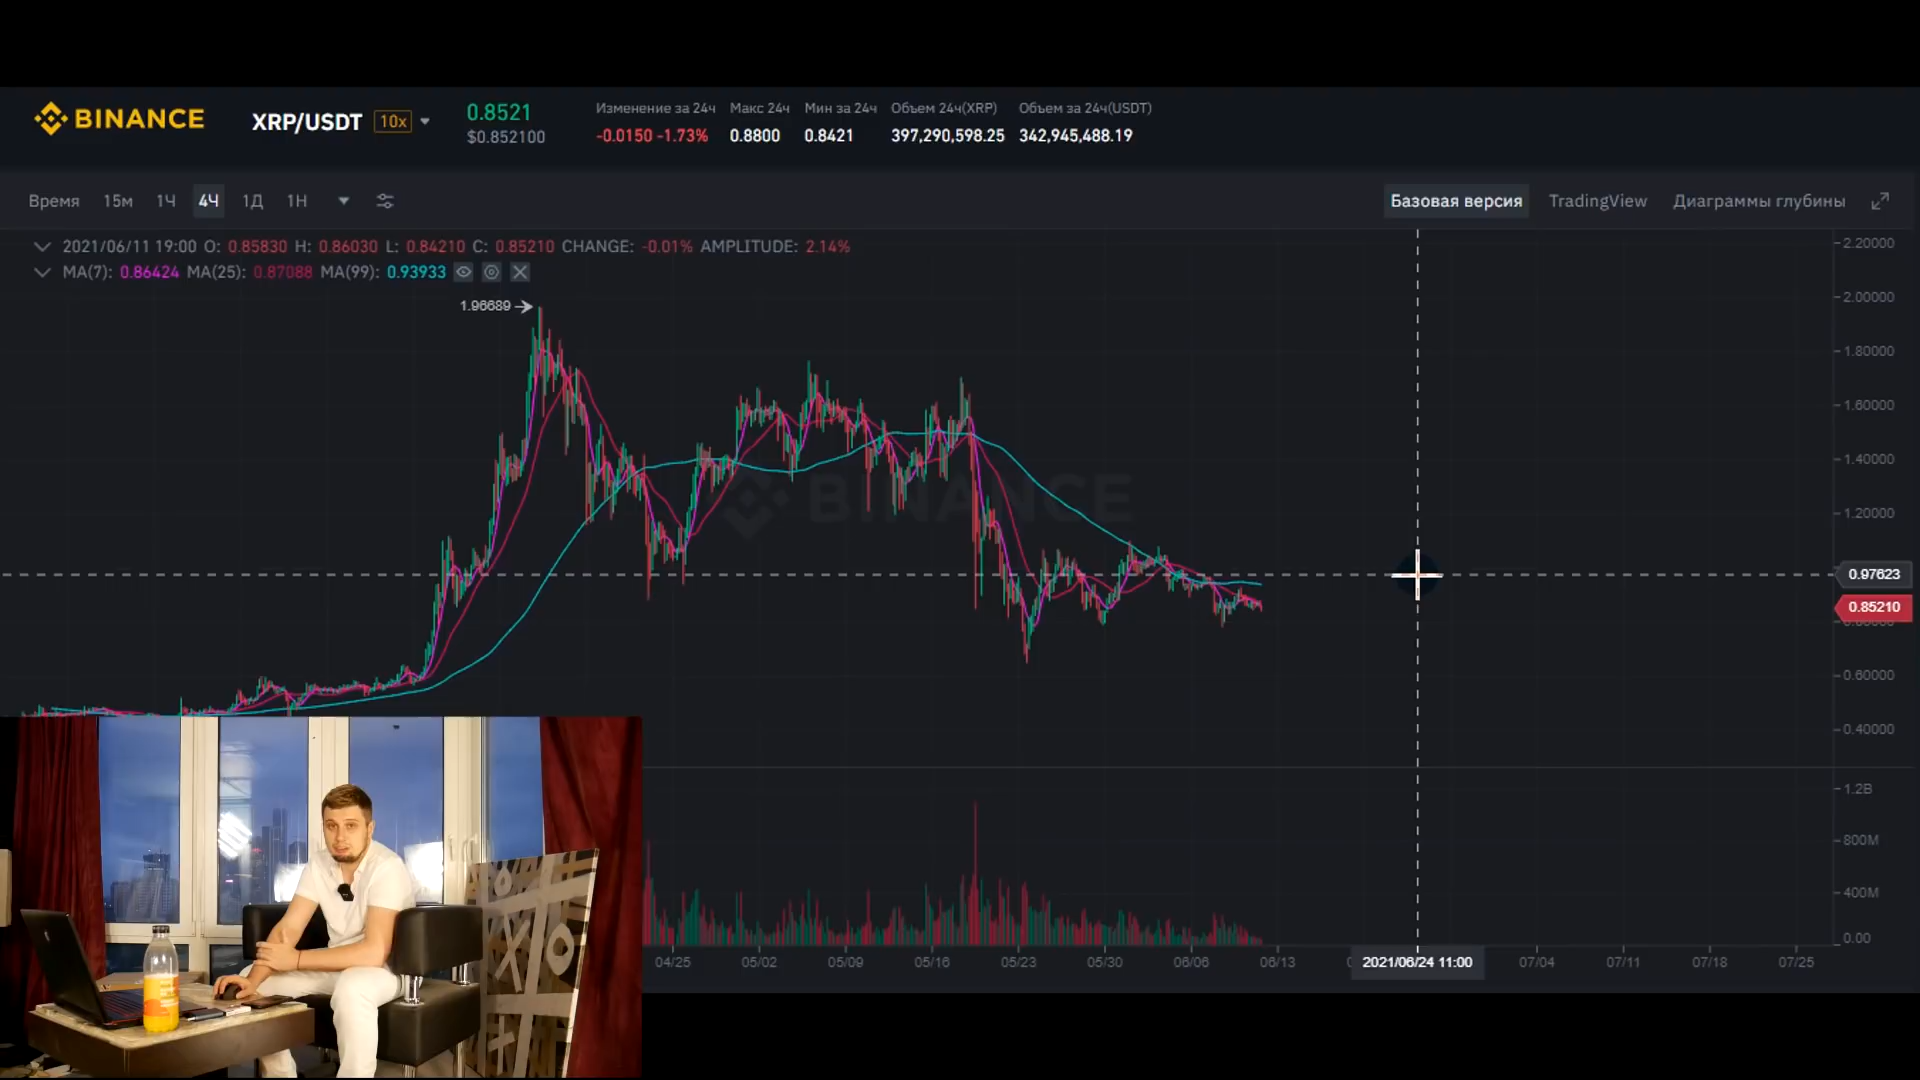 BINANCE
XRP/USDT 10x
0.8521
$0.852100
Изменение за 24ч Макс 24ч Мин за 24ч Объем 24ч(XRP) Объем за 24ч(USDT)
-0.0150 -1.73% 0.8800 0.8421 397,290,598.25 342,945,488.19
Время 15м 1Ч 4Ч 1Д 1Н
Базовая версия TradingView Диаграммы глубины
2021/06/11 19:00 O: 0.85830 H: 0.86030 L: 0.84210 C: 0.85210 CHANGE: -0.01% AMPLITUDE: 2.14%
MA(7): 0.86424 MA(25): 0.87088 MA(99): 0.93933
1.96689
BINANCE
2.20000
2.00000
1.80000
1.60000
1.40000
1.20000
0.97623
0.85210
0.60000
0.40000
1.2B
800M
400M
0.00
04/25 05/02 05/09 05/16 05/23 05/30 06/06 06/13 2021/06/24 11:00 07/04 07/11 07/18 07/25